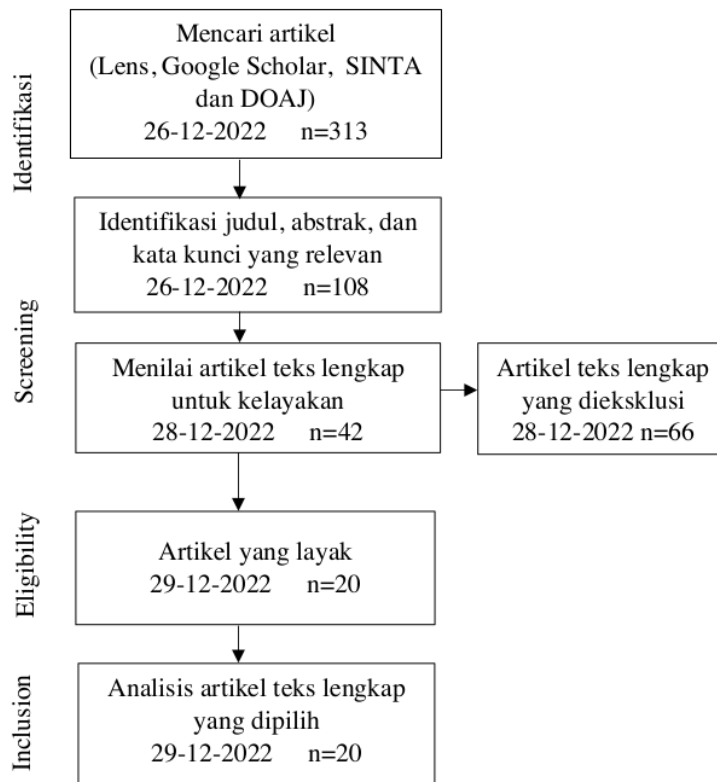 Identifikasi
Mencari artikel
(Lens, Google Scholar, SINTA
dan DOAJ)
26-12-2022 n=313
Identifikasi judul, abstrak, dan
kata kunci yang relevan
26-12-2022 n=108
Screening
Menilai artikel teks lengkap
untuk kelayakan
28-12-2022 n=42
Artikel teks lengkap
yang dieksklusi
28-12-2022 n=66
Eligibility
Artikel yang layak
29-12-2022 n=20
Inclusion
Analisis artikel teks lengkap
yang dipilih
29-12-2022 n=20